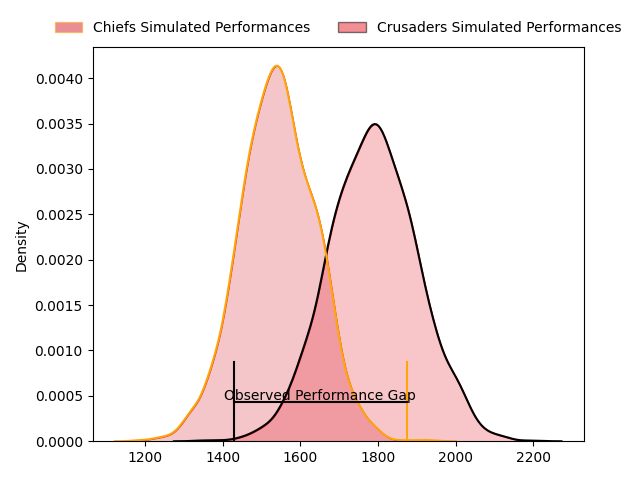 Chiefs Simulated Performances
Crusaders Simulated Performances
0.0040
0.0035
0.0030
0.0025
0.0020
0.0015
0.0010
0.0005
0.0000
Density
Observed Performance Gap
1200 1400 1600 1800 2000 2200